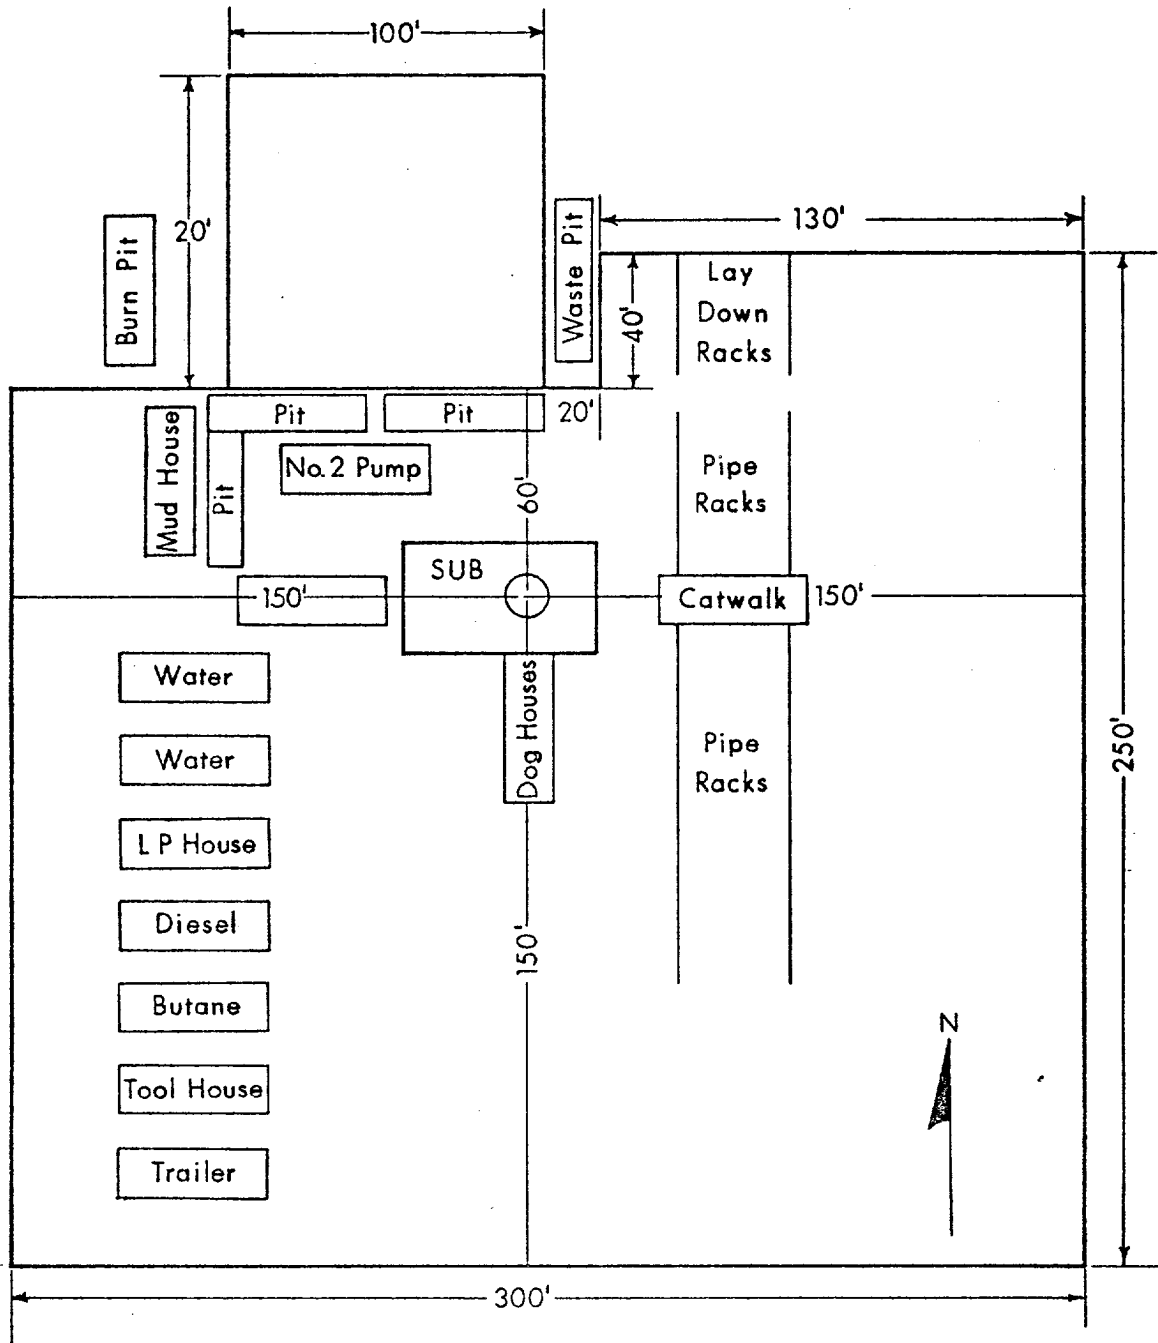 100'
20'
Burn Pit
Waste Pit
130'
40'
Lay
Down
Racks
Pit
Pit
20'
Mud House
Pit
No. 2 Pump
60'
Pipe
Racks
SUB
150'
Catwalk
150'
Water
Dog Houses
Water
Pipe
Racks
250'
L P House
Diesel
150'
Butane
N
Tool House
Trailer
300'